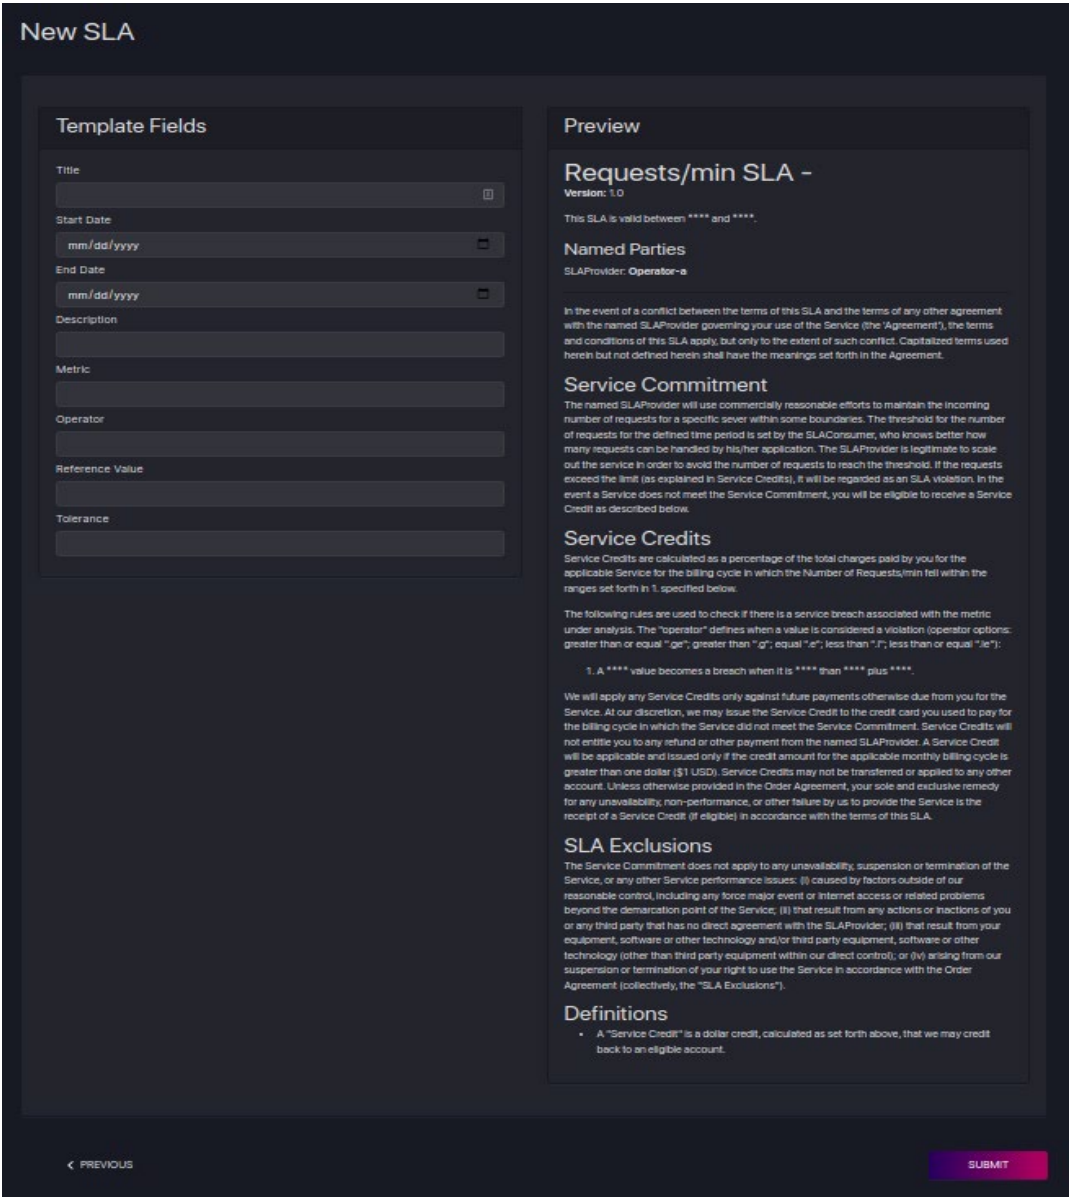 New SLA
Template Fields
Title
Start Date
mm/dd/yyyy
End Date
mm/dd/yyyy
Description
Metric
Operator
Reference Value
Tolerance
Preview
Requests/min SLA -
Version: 1.0
This SLA is valid between **** and ****.
Named Parties
SLAProvider: Operator-a
In the event of a conflict between the terms of this SLA and the terms of any other agreement
with the named SLAProvider governing your use of the Service (the 'Agreement'), the terms
and conditions of this SLA apply, but only to the extent of such conflict. Capitalized terms used
herein but not defined herein shall have the meanings set forth in the Agreement.
Service Commitment
The named SLAProvider will use commercially reasonable efforts to maintain the incoming
number of requests for a specific sever within some boundaries. The threshold for the number
of requests for the defined time period is set by the SLAConsumer, who knows better how
many requests can be handled by his/her application. The SLAProvider is legitimate to scale
out the service in order to avoid the number of requests to reach the threshold. If the requests
exceed the limit (as explained in Service Credits), it will be regarded as an SLA violation. In the
event a Service does not meet the Service Commitment, you will be eligible to receive a Service
Credit as described below.
Service Credits
Service Credits are calculated as a percentage of the total charges paid by you for the
applicable Service for the billing cycle in which the Number of Requests/min fell within the
ranges set forth in 1. specified below.
The following rules are used to check if there is a service breach associated with the metric
under analysis. The "operator" defines when a value is considered a violation (operator options:
greater than or equal ".ge"; greater than ".g"; equal ".e"; less than ".l"; less than or equal ".le"):
1. A **** value becomes a breach when it is **** than **** plus ****.
We will apply any Service Credits only against future payments otherwise due from you for the
Service. At our discretion, we may issue the Service Credit to the credit card you used to pay for
the billing cycle in which the Service did not meet the Service Commitment. Service Credits will
not entitle you to any refund or other payment from the named SLAProvider. A Service Credit
will be applicable and issued only if the credit amount for the applicable monthly billing cycle is
greater than one dollar ($1 USD). Service Credits may not be transferred or applied to any other
account. Unless otherwise provided in the Order Agreement, your sole and exclusive remedy
for any unavailability, non-performance, or other failure by us to provide the Service is the
receipt of a Service Credit (if eligible) in accordance with the terms of this SLA.
SLA Exclusions
The Service Commitment does not apply to any unavailability, suspension or termination of the
Service, or any other Service performance issues: (i) caused by factors outside of our
reasonable control, including any force major event or Internet access or related problems
beyond the demarcation point of the Service; (ii) that result from any actions or inactions of you
or any third party that has no direct agreement with the SLAProvider; (iii) that result from your
equipment, software or other technology and/or third party equipment, software or other
technology (other than third party equipment within our direct control); or (iv) arising from our
suspension or termination of your right to use the Service in accordance with the Order
Agreement (collectively, the "SLA Exclusions").
Definitions
• A "Service Credit" is a dollar credit, calculated as set forth above, that we may credit
back to an eligible account.
< PREVIOUS
SUBMIT